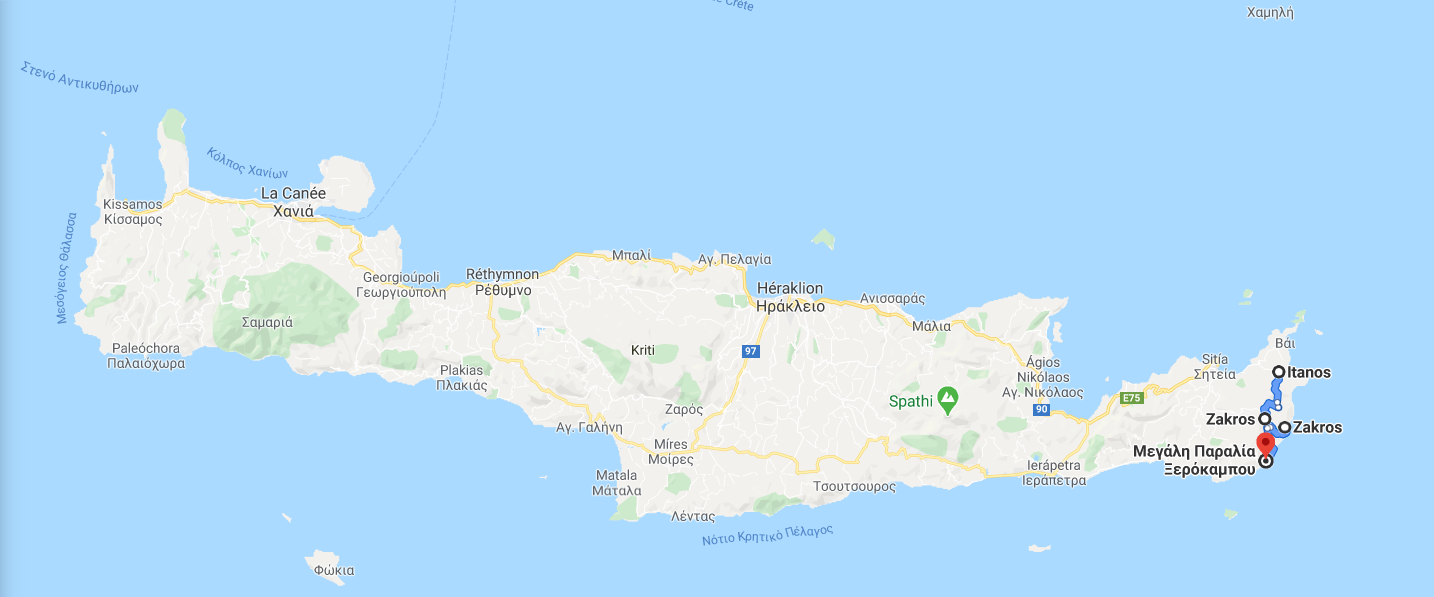 Crète
Χαμηλή
Στενό Αντικυθήρων
Κόλπος Χανίων
La Canée
Χανιά
Kissamos
Κίσσαμος
Μεσόγειος Θάλασσα
Μπαλί
Αγ. Πελαγία
Georgioúpoli
Γεωργιούπολη
Réthymnon
Ρέθυμνο
Héraklion
Ηράκλειο
Ανισσαράς
Σαμαριά
Μάλια
Βάι
Paleóchora
Παλαιόχωρα
Kriti
97
Plakias
Πλακιάς
Ágios
Nikólaos
Αγ. Νικόλαος
Sitía
Σητεία
Itanos
Spathi
E75
90
Ζαρός
Zakros
Zakros
Αγ. Γαλήνη
Míres
Μοίρες
Μεγάλη Παραλία
Ξερόκαμπου
Ierápetra
Ιεράπετρα
Matala
Μάταλα
Τσουτσουρος
Λέντας
Νότιο Κρητικό Πέλαγος
Φώκια